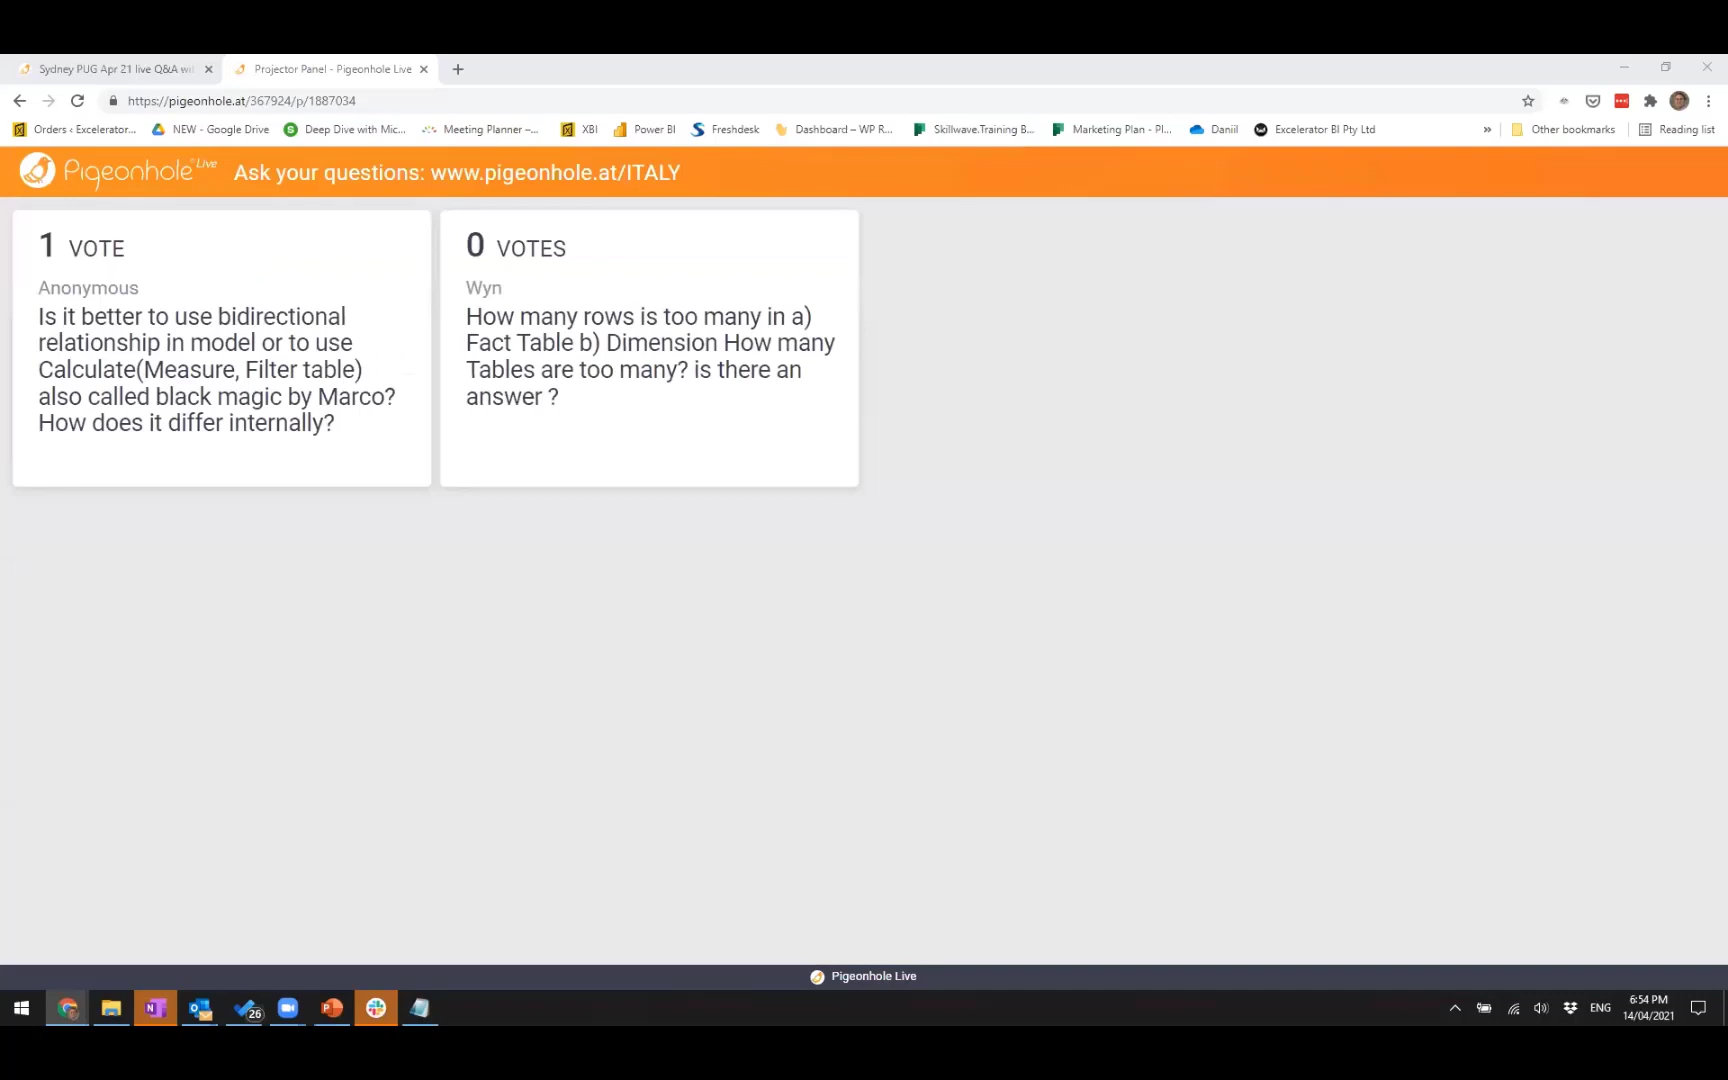 Sydney PUG Apr 21 live Q&A wi
Projector Panel - Pigeonhole Live
https://pigeonhole.at/367924/p/1887034
Orders ‹ Excelerator...
NEW - Google Drive
Deep Dive with Mic...
Meeting Planner –...
XBI
Power BI
Freshdesk
Dashboard – WP R...
Skillwave.Training B...
Marketing Plan - Pl...
Daniil
Excelerator BI Pty Ltd
»
Other bookmarks
Reading list
Pigeonhole Live
Ask your questions: www.pigeonhole.at/ITALY
1 VOTE
Anonymous
Is it better to use bidirectional
relationship in model or to use
Calculate(Measure, Filter table)
also called black magic by Marco?
How does it differ internally?
0 VOTES
Wyn
How many rows is too many in a)
Fact Table b) Dimension How many
Tables are too many? is there an
answer ?
Pigeonhole Live
26
ENG
6:54 PM
14/04/2021